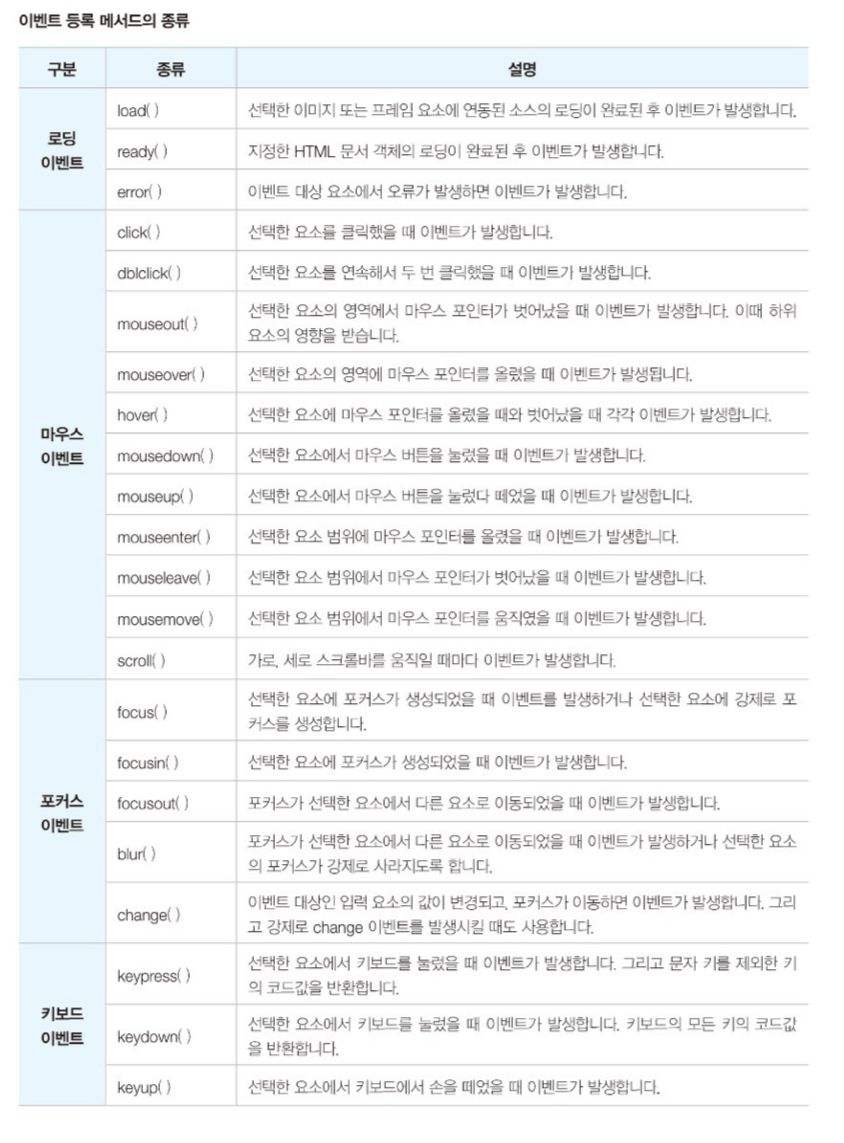 이벤트 등록 메서드의 종류
구분 종류 설명
로딩
이벤트
load( ) 선택한 이미지 또는 프레임 요소에 연동된 소스의 로딩이 완료된 후 이벤트가 발생합니다.
ready( ) 지정한 HTML 문서 객체의 로딩이 완료된 후 이벤트가 발생합니다.
error( ) 이벤트 대상 요소에서 오류가 발생하면 이벤트가 발생합니다.
마우스
이벤트
click( ) 선택한 요소를 클릭했을 때 이벤트가 발생합니다.
dblclick( ) 선택한 요소를 연속해서 두 번 클릭했을 때 이벤트가 발생합니다.
mouseout( ) 선택한 요소의 영역에서 마우스 포인터가 벗어났을 때 이벤트가 발생합니다. 이때 하위
요소의 영향을 받습니다.
mouseover( ) 선택한 요소의 영역에 마우스 포인터를 올렸을 때 이벤트가 발생됩니다.
hover( ) 선택한 요소에 마우스 포인터를 올렸을 때와 벗어났을 때 각각 이벤트가 발생합니다.
mousedown( ) 선택한 요소에서 마우스 버튼을 눌렀을 때 이벤트가 발생합니다.
mouseup( ) 선택한 요소에서 마우스 버튼을 눌렀다 떼었을 때 이벤트가 발생합니다.
mouseenter( ) 선택한 요소 범위에 마우스 포인터를 올렸을 때 이벤트가 발생합니다.
mouseleave( ) 선택한 요소 범위에서 마우스 포인터가 벗어났을 때 이벤트가 발생합니다.
mousemove( ) 선택한 요소 범위에서 마우스 포인터를 움직였을 때 이벤트가 발생합니다.
scroll( ) 가로, 세로 스크롤바를 움직일 때마다 이벤트가 발생합니다.
포커스
이벤트
focus( ) 선택한 요소에 포커스가 생성되었을 때 이벤트를 발생하거나 선택한 요소에 강제로 포
커스를 생성합니다.
focusin( ) 선택한 요소에 포커스가 생성되었을 때 이벤트가 발생합니다.
focusout( ) 포커스가 선택한 요소에서 다른 요소로 이동되었을 때 이벤트가 발생합니다.
blur( ) 포커스가 선택한 요소에서 다른 요소로 이동되었을 때 이벤트가 발생하거나 선택한 요소
의 포커스가 강제로 사라지도록 합니다.
change( ) 이벤트 대상인 입력 요소의 값이 변경되고, 포커스가 이동하면 이벤트가 발생합니다. 그리
고 강제로 change 이벤트를 발생시킬 때도 사용합니다.
키보드
이벤트
keypress( ) 선택한 요소에서 키보드를 눌렀을 때 이벤트가 발생합니다. 그리고 문자 키를 제외한 키
의 코드값을 반환합니다.
keydown( ) 선택한 요소에서 키보드를 눌렀을 때 이벤트가 발생합니다. 키보드의 모든 키의 코드값
을 반환합니다.
keyup( ) 선택한 요소에서 키보드에서 손을 떼었을 때 이벤트가 발생합니다.